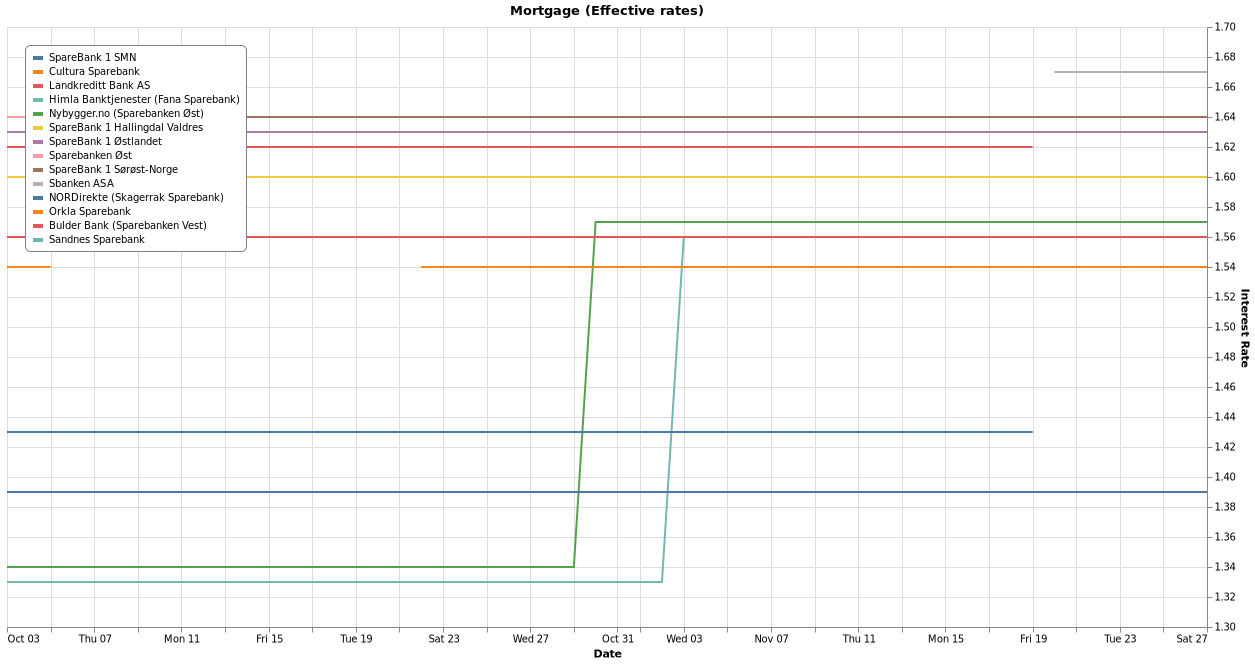 Mortgage (Effective rates)
SpareBank 1 SMN
Cultura Sparebank
Landkreditt Bank AS
Himla Banktjenester (Fana Sparebank)
Nybygger.no (Sparebanken Øst)
SpareBank 1 Hallingdal Valdres
SpareBank 1 Østlandet
Sparebanken Øst
SpareBank 1 Sørøst-Norge
Sbanken ASA
NORDirekte (Skagerrak Sparebank)
Orkla Sparebank
Bulder Bank (Sparebanken Vest)
Sandnes Sparebank
1.70
1.68
1.66
1.64
1.62
1.60
1.58
1.56
1.54
1.52
1.50
1.48
1.46
1.44
1.42
1.40
1.38
1.36
1.34
1.32
1.30
Interest Rate
Oct 03 Thu 07 Mon 11 Fri 15 Tue 19 Sat 23 Wed 27 Oct 31 Wed 03 Nov 07 Thu 11 Mon 15 Fri 19 Tue 23 Sat 27
Date